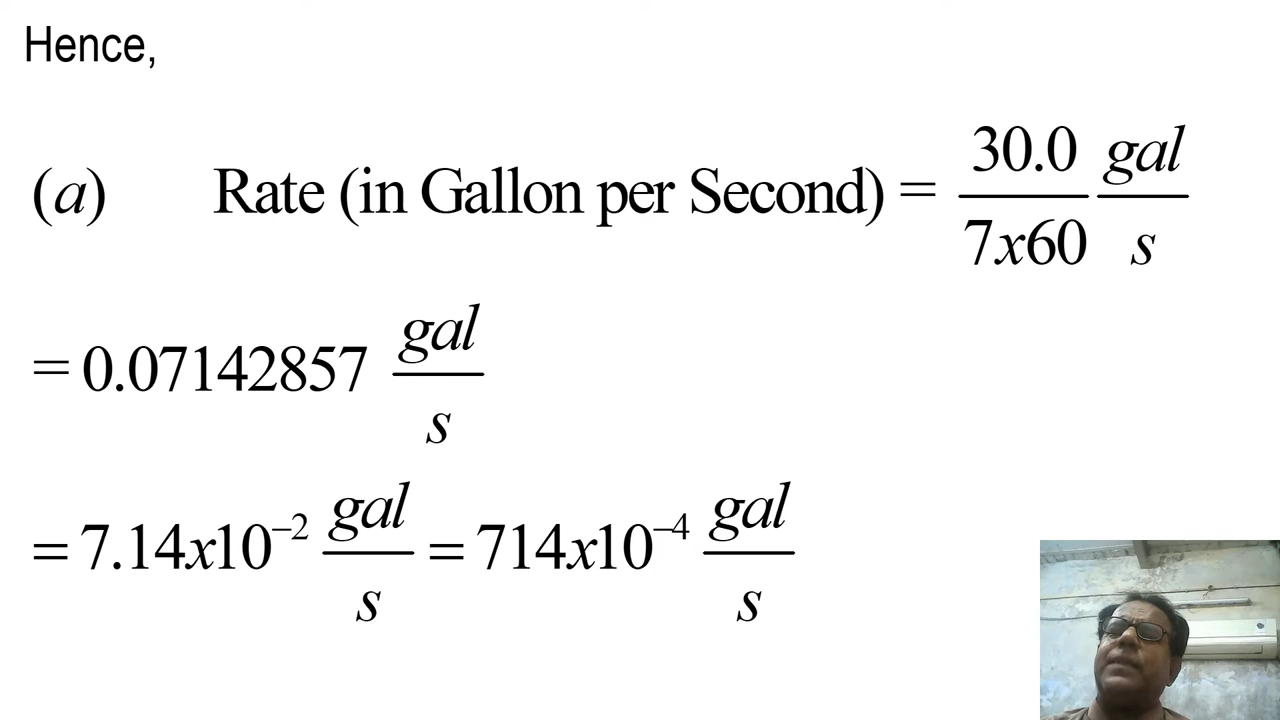 Hence,
(a) Rate (in Gallon per Second) = 30.0/7x60 gal/s
= 0.07142857 gal/s
= 7.14x10⁻² gal/s = 714x10⁻⁴ gal/s